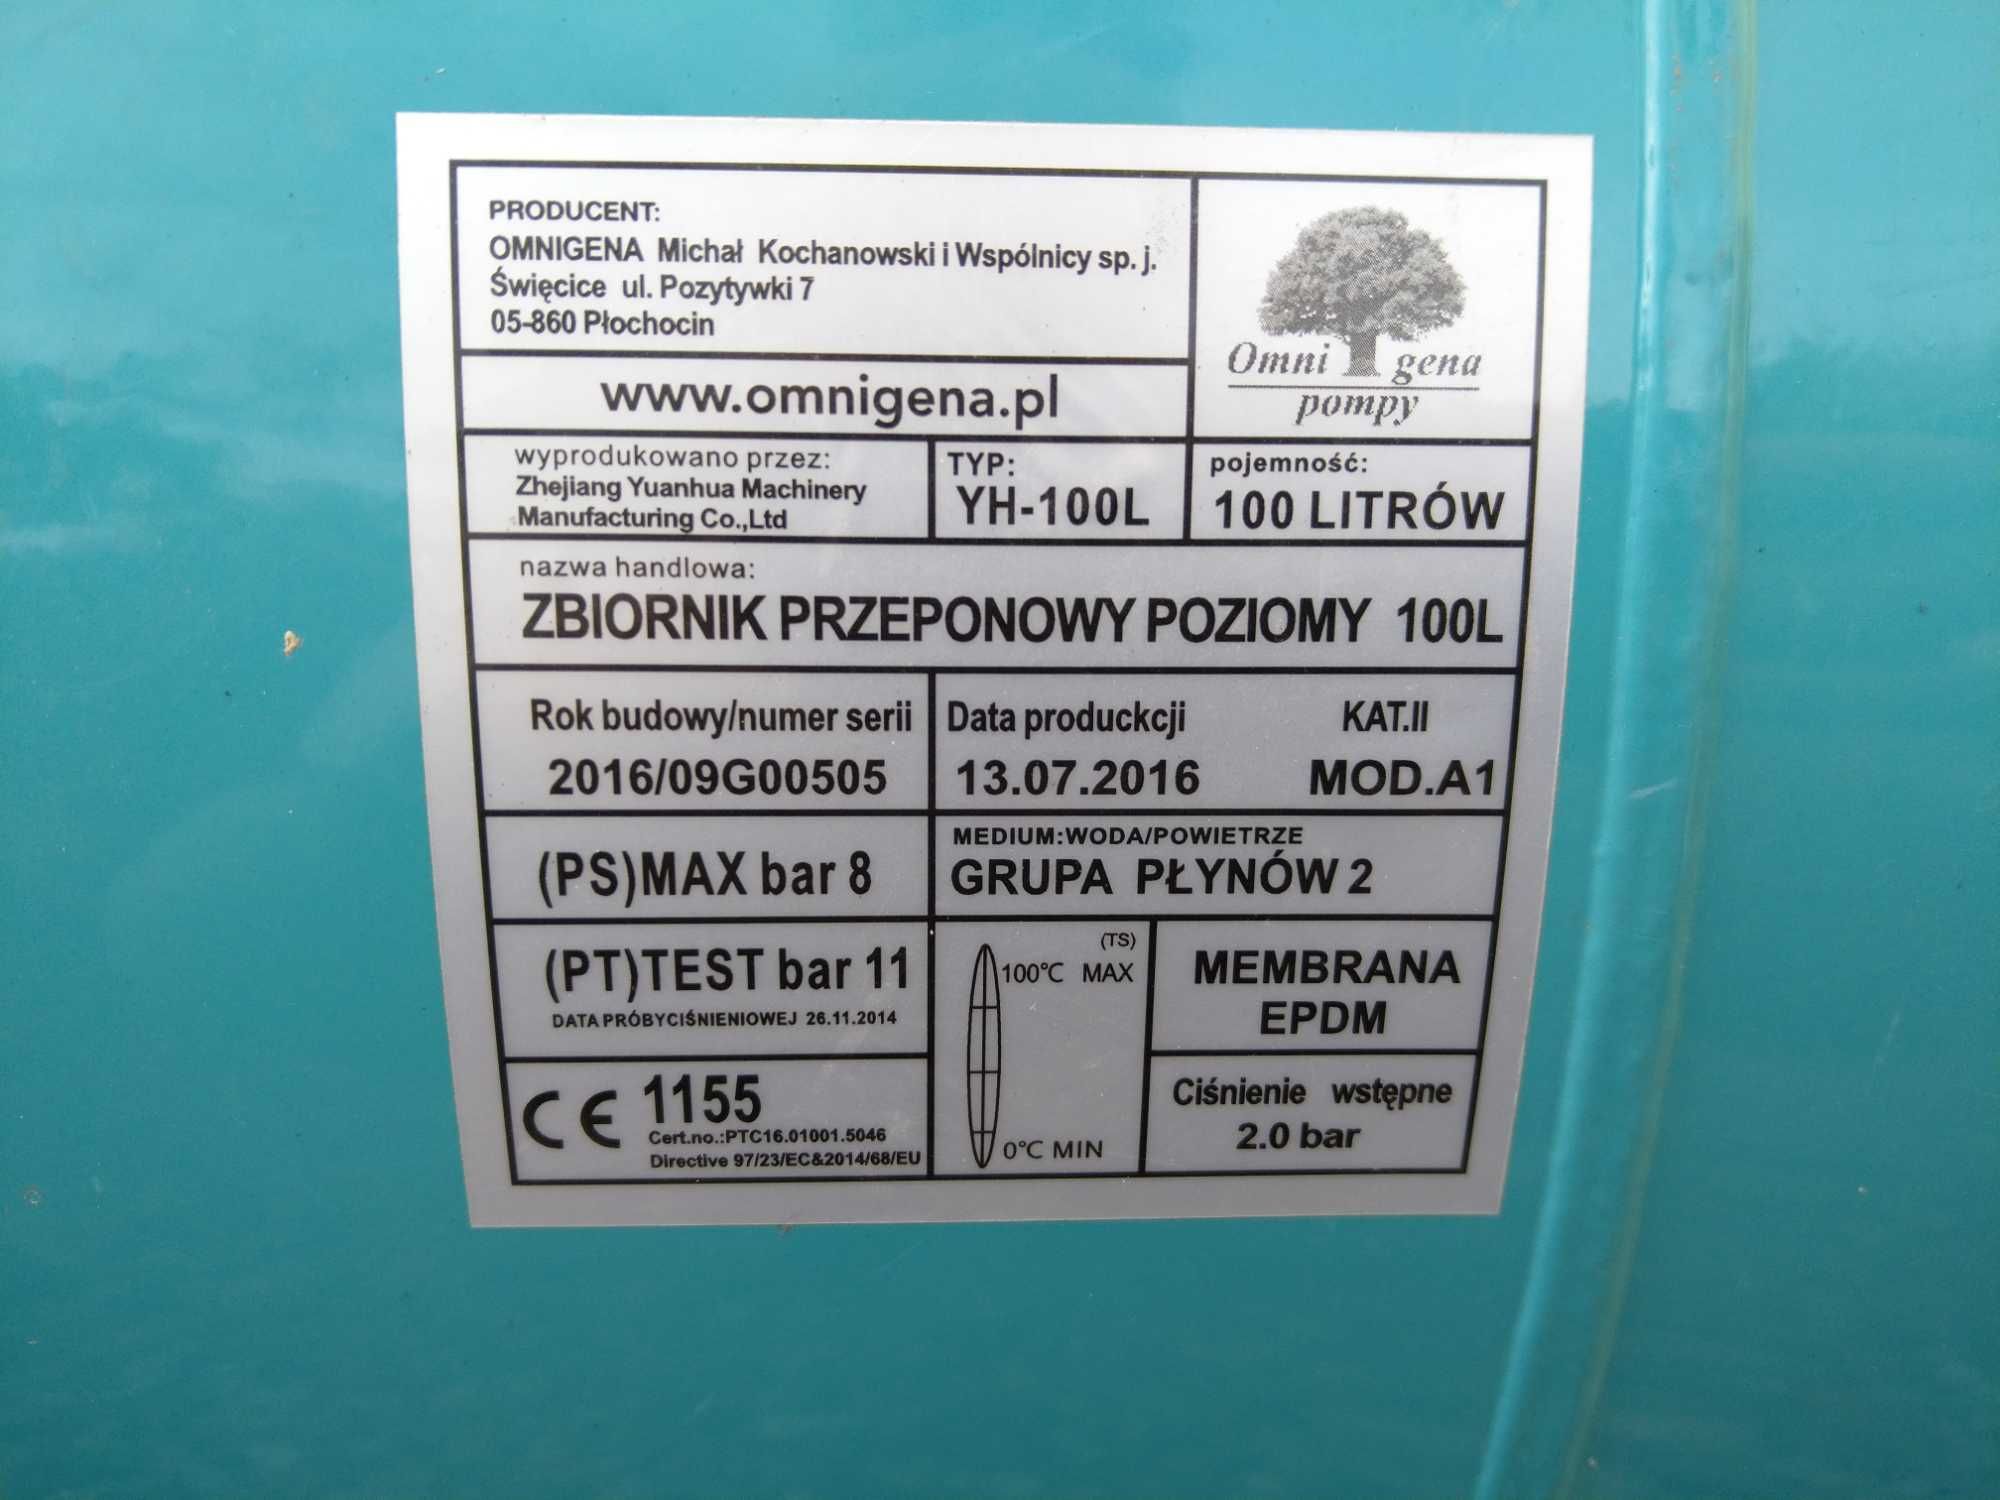 PRODUCENT:
OMNIGENA Michał Kochanowski i Wspólnicy sp. j.
Święcice ul. Pozytywki 7
05-860 Płochocin
Omni gena
pompy
www.omnigena.pl
wyprodukowano przez:
Zhejiang Yuanhua Machinery
Manufacturing Co.,Ltd
TYP:
YH-100L
pojemność:
100 LITRÓW
nazwa handlowa:
ZBIORNIK PRZEPONOWY POZIOMY 100L
Rok budowy/numer serii
2016/09G00505
Data produckcji
13.07.2016
KAT.II
MOD.A1
(PS)MAX bar 8
MEDIUM:WODA/POWIETRZE
GRUPA PŁYNÓW 2
(PT)TEST bar 11
DATA PRÓBYCIŚNIENIOWEJ 26.11.2014
(TS)
100°C MAX
0°C MIN
MEMBRANA
EPDM
CE 1155
Cert.no.:PTC16.01001.5046
Directive 97/23/EC&2014/68/EU
Ciśnienie wstępne
2.0 bar